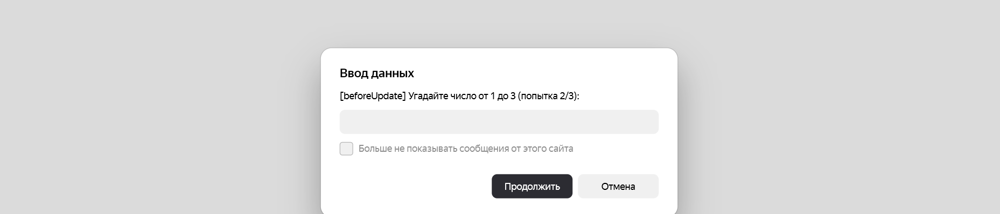 Ввод данных
[beforeUpdate] Угадайте число от 1 до 3 (попытка 2/3):
Больше не показывать сообщения от этого сайта
Продолжить
Отмена